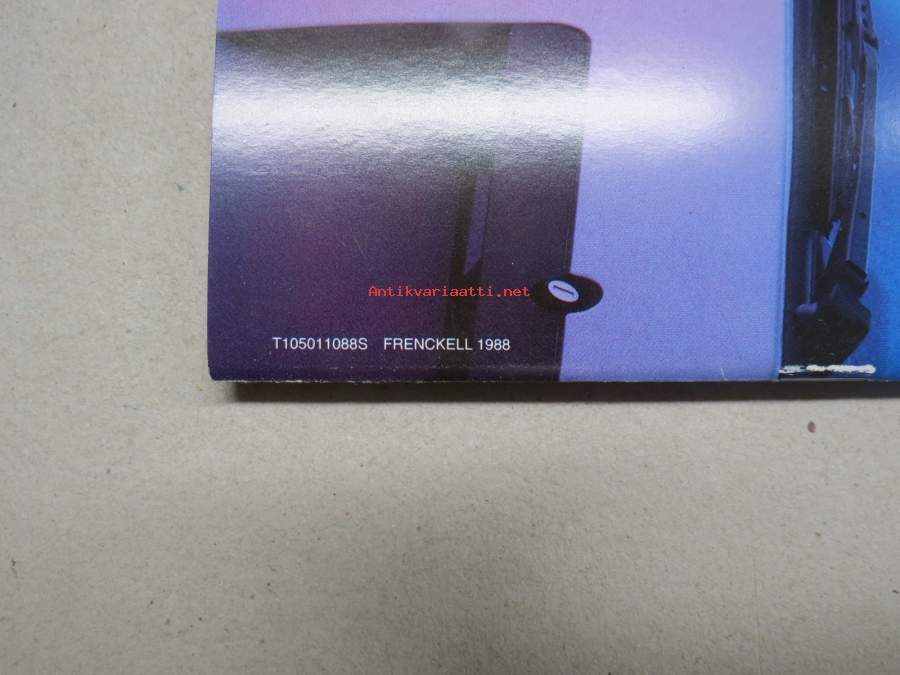 Antikvariaatti.net
T105011088S FRENCKELL 1988